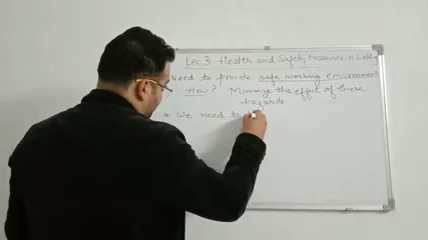 Lec 3 Health and Safety Measures in
Need to provide safe working environment
How? Minimize the effect of these
hazards
* We need to